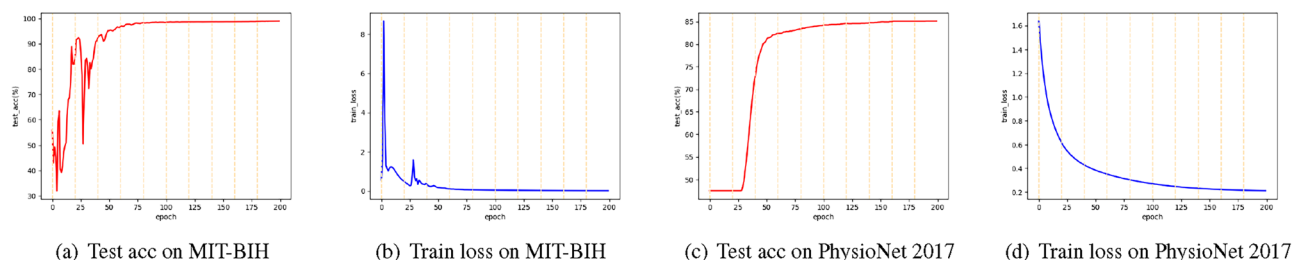 100
90
80
70
60
50
40
30
test_acc(%)
0 25 50 75 100 125 150 175 200
epoch
(a) Test acc on MIT-BIH
8
6
4
2
0
train_loss
0 25 50 75 100 125 150 175 200
epoch
(b) Train loss on MIT-BIH
85
80
75
70
65
60
55
50
test_acc(%)
0 25 50 75 100 125 150 175 200
epoch
(c) Test acc on PhysioNet 2017
1.6
1.4
1.2
1.0
0.8
0.6
0.4
0.2
train_loss
0 25 50 75 100 125 150 175 200
epoch
(d) Train loss on PhysioNet 2017